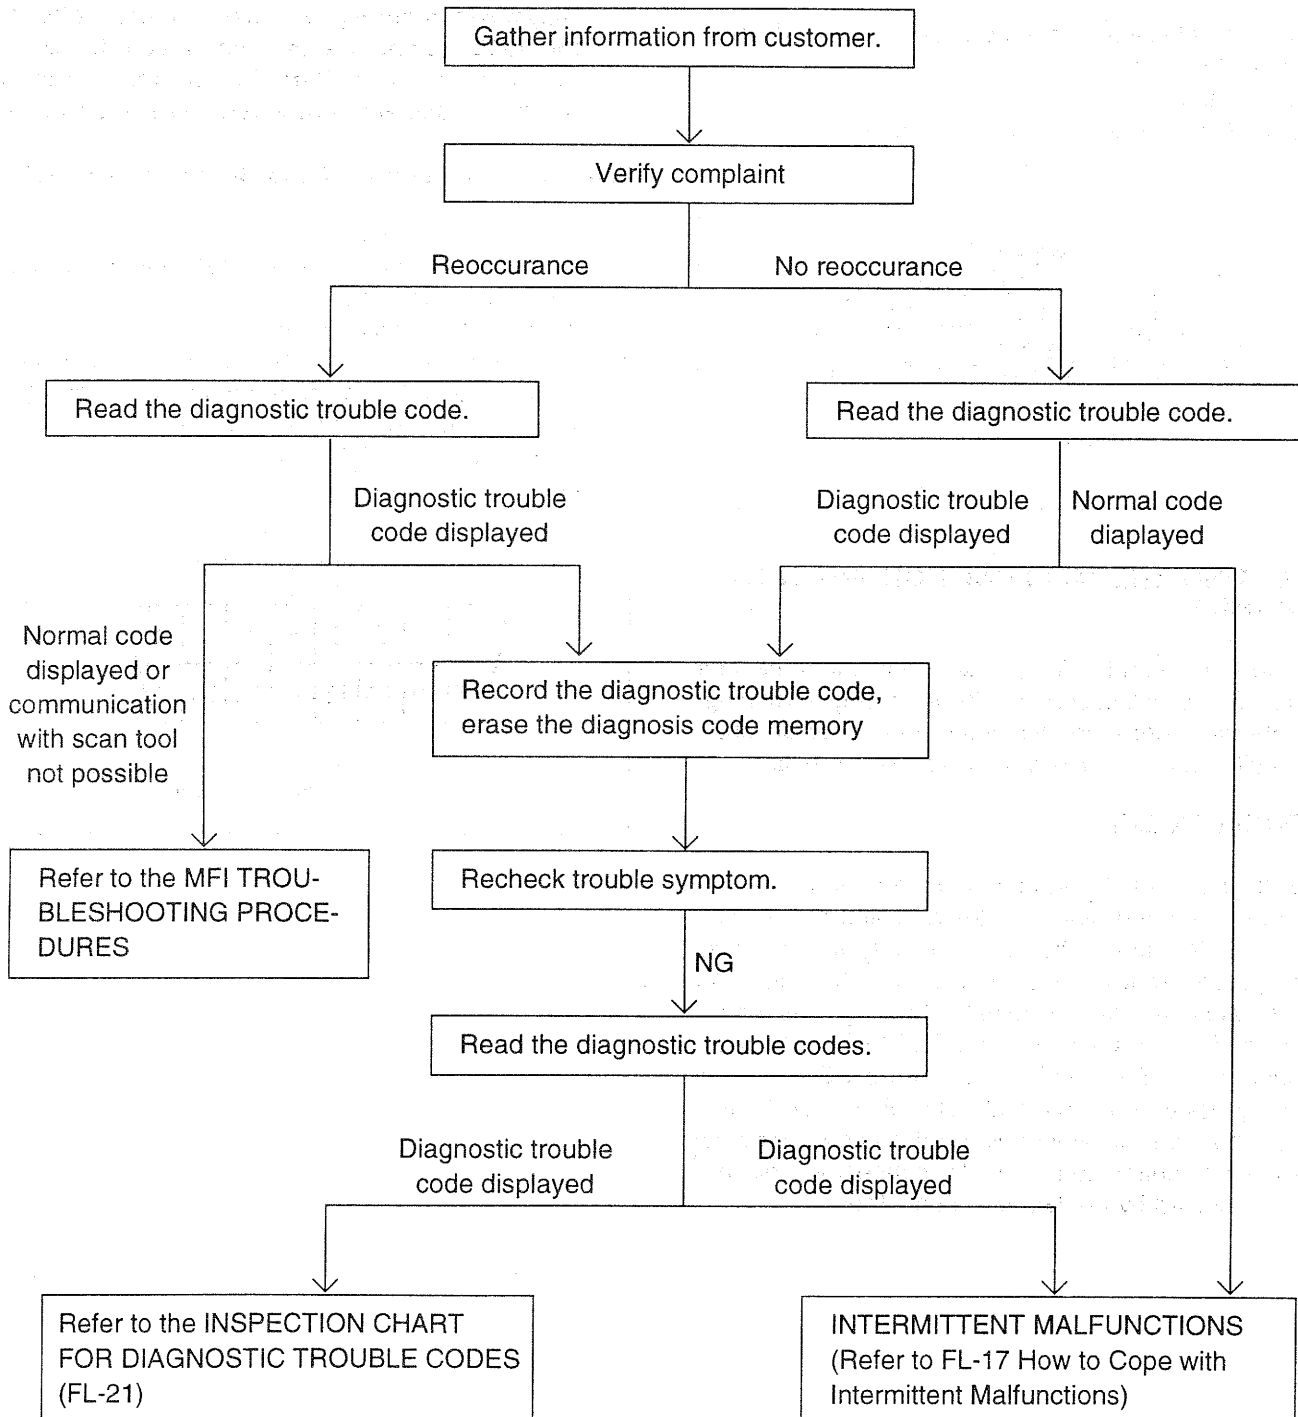 Gather information from customer.
Verify complaint
Reoccurance
No reoccurance
Read the diagnostic trouble code.
Read the diagnostic trouble code.
Diagnostic trouble
code displayed
Diagnostic trouble
code displayed
Normal code
diaplayed
Normal code
displayed or
communication
with scan tool
not possible
Record the diagnostic trouble code,
erase the diagnosis code memory
Refer to the MFI TROU-
BLESHOOTING PROCE-
DURES
Recheck trouble symptom.
NG
Read the diagnostic trouble codes.
Diagnostic trouble
code displayed
Diagnostic trouble
code displayed
Refer to the INSPECTION CHART
FOR DIAGNOSTIC TROUBLE CODES
(FL-21)
INTERMITTENT MALFUNCTIONS
(Refer to FL-17 How to Cope with
Intermittent Malfunctions)